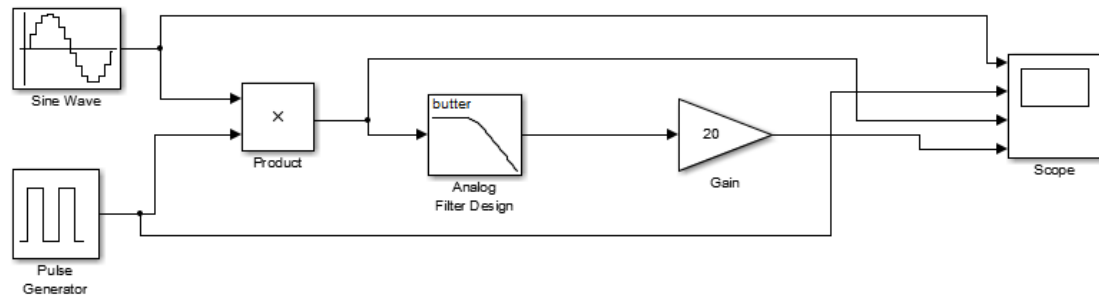 Sine Wave
×
Product
butter
Analog
Filter Design
20
Gain
Scope
Pulse
Generator